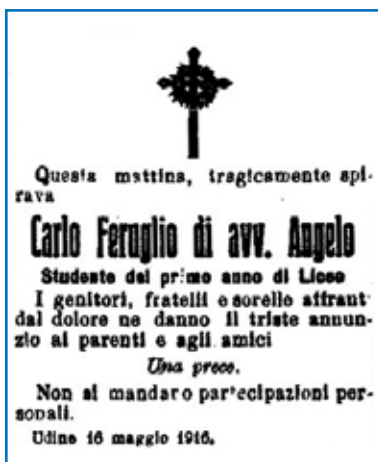 Questa mattina, tragicamente spi-
rava
Carlo Feruglio di avv. Angelo
Studente del primo anno di Liceo
I genitori, fratelli e sorelle affrant
dal dolore ne danno il triste annun-
zio ai parenti e agli amici
Una prece.
Non si mandaro partecipazioni per-
sonali.
Udine 16 maggio 1916.